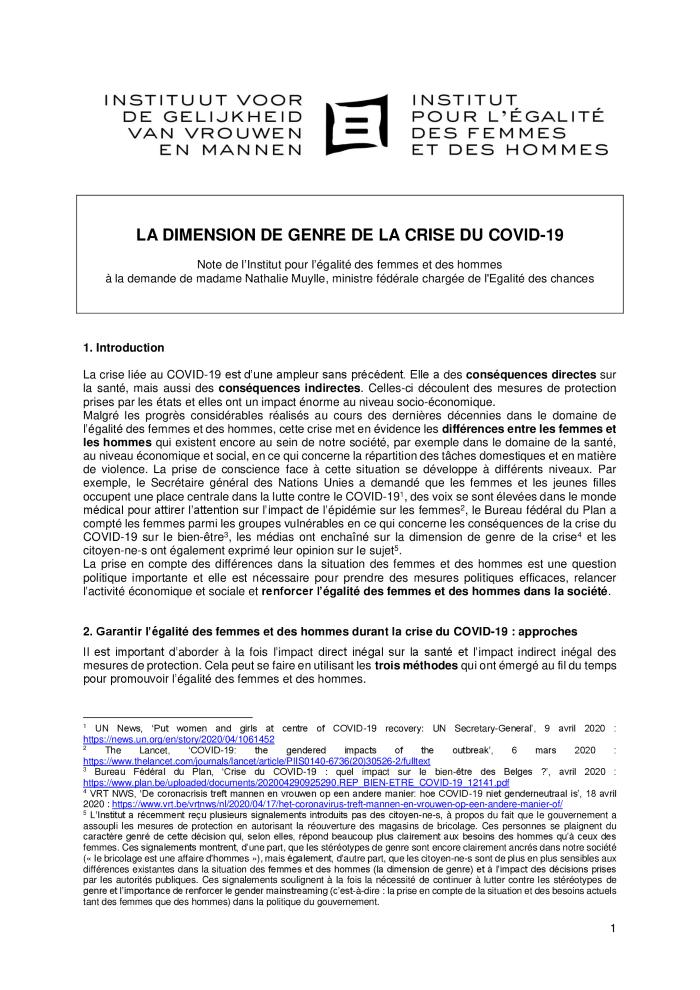 INSTITUUT VOOR
DE GELIJKHEID
VAN VROUWEN
EN MANNEN
INSTITUT
POUR L'ÉGALITÉ
DES FEMMES
ET DES HOMMES
LA DIMENSION DE GENRE DE LA CRISE DU COVID-19
Note de l'Institut pour l'égalité des femmes et des hommes
à la demande de madame Nathalie Muylle, ministre fédérale chargée de l'Egalité des chances
1. Introduction
La crise liée au COVID-19 est d'une ampleur sans précédent. Elle a des conséquences directes sur
la santé, mais aussi des conséquences indirectes. Celles-ci découlent des mesures de protection
prises par les états et elles ont un impact énorme au niveau socio-économique.
Malgré les progrès considérables réalisés au cours des dernières décennies dans le domaine de
l'égalité des femmes et des hommes, cette crise met en évidence les différences entre les femmes et
les hommes qui existent encore au sein de notre société, par exemple dans le domaine de la santé,
au niveau économique et social, en ce qui concerne la répartition des tâches domestiques et en matière
de violence. La prise de conscience face à cette situation se développe à différents niveaux. Par
exemple, le Secrétaire général des Nations Unies a demandé que les femmes et les jeunes filles
occupent une place centrale dans la lutte contre le COVID-19¹, des voix se sont élevées dans le monde
médical pour attirer l'attention sur l'impact de l'épidémie sur les femmes², le Bureau fédéral du Plan a
compté les femmes parmi les groupes vulnérables en ce qui concerne les conséquences de la crise du
COVID-19 sur le bien-être³, les médias ont enchaîné sur la dimension de genre de la crise⁴ et les
citoyen-ne-s ont également exprimé leur opinion sur le sujet⁵.
La prise en compte des différences dans la situation des femmes et des hommes est une question
politique importante et elle est nécessaire pour prendre des mesures politiques efficaces, relancer
l'activité économique et sociale et renforcer l'égalité des femmes et des hommes dans la société.
2. Garantir l'égalité des femmes et des hommes durant la crise du COVID-19 : approches
Il est important d'aborder à la fois l'impact direct inégal sur la santé et l'impact indirect inégal des
mesures de protection. Cela peut se faire en utilisant les trois méthodes qui ont émergé au fil du temps
pour promouvoir l'égalité des femmes et des hommes.
¹ UN News, 'Put women and girls at centre of COVID-19 recovery: UN Secretary-General', 9 avril 2020 :
https://news.un.org/en/story/2020/04/1061452
² The Lancet, 'COVID-19: the gendered impacts of the outbreak', 6 mars 2020 :
https://www.thelancet.com/journals/lancet/article/PIIS0140-6736(20)30526-2/fulltext
³ Bureau Fédéral du Plan, 'Crise du COVID-19 : quel impact sur le bien-être des Belges ?', avril 2020 :
https://www.plan.be/uploaded/documents/202004290925290.REP_BIEN-ETRE_COVID-19_12141.pdf
⁴ VRT NWS, 'De coronacrisis treft mannen en vrouwen op een andere manier: hoe COVID-19 niet genderneutraal is', 18 avril
2020 : https://www.vrt.be/vrtnws/nl/2020/04/17/het-coronavirus-treft-mannen-en-vrouwen-op-een-andere-manier-of/
⁵ L'Institut a récemment reçu plusieurs signalements introduits pas des citoyen-ne-s, à propos du fait que le gouvernement a
assoupli les mesures de protection en autorisant la réouverture des magasins de bricolage. Ces personnes se plaignent du
caractère genré de cette décision qui, selon elles, répond beaucoup plus clairement aux besoins des hommes qu'à ceux des
femmes. Ces signalements montrent, d'une part, que les stéréotypes de genre sont encore clairement ancrés dans notre société
(« le bricolage est une affaire d'hommes »), mais également, d'autre part, que les citoyen-ne-s sont de plus en plus sensibles aux
différences existantes dans la situation des femmes et des hommes (la dimension de genre) et à l'impact des décisions prises
par les autorités publiques. Ces signalements soulignent à la fois la nécessité de continuer à lutter contre les stéréotypes de
genre et l'importance de renforcer le gender mainstreaming (c'est-à-dire : la prise en compte de la situation et des besoins actuels
tant des femmes que des hommes) dans la politique du gouvernement.
1